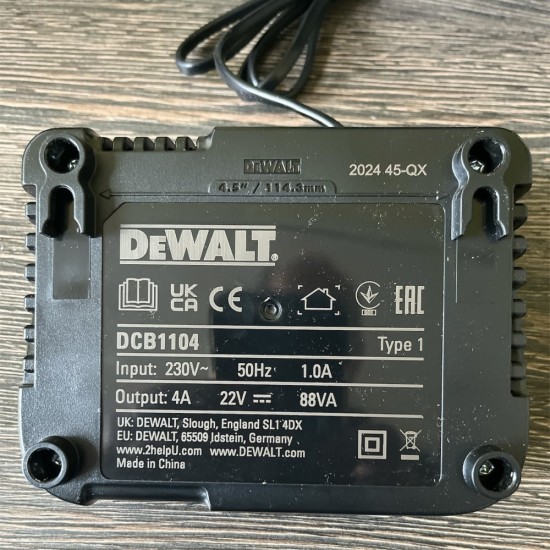 DEWALT
2024 45-QX
4.5" / 114.3mm
DEWALT®
UK CA CE EAC
DCB1104 Type 1
Input: 230V~ 50Hz 1.0A
Output: 4A 22V ⎓ 88VA
UK: DEWALT, Slough, England SL1 4DX
EU: DEWALT, 65509 Idstein, Germany
www.2helpU.com www.DEWALT.com
Made in China